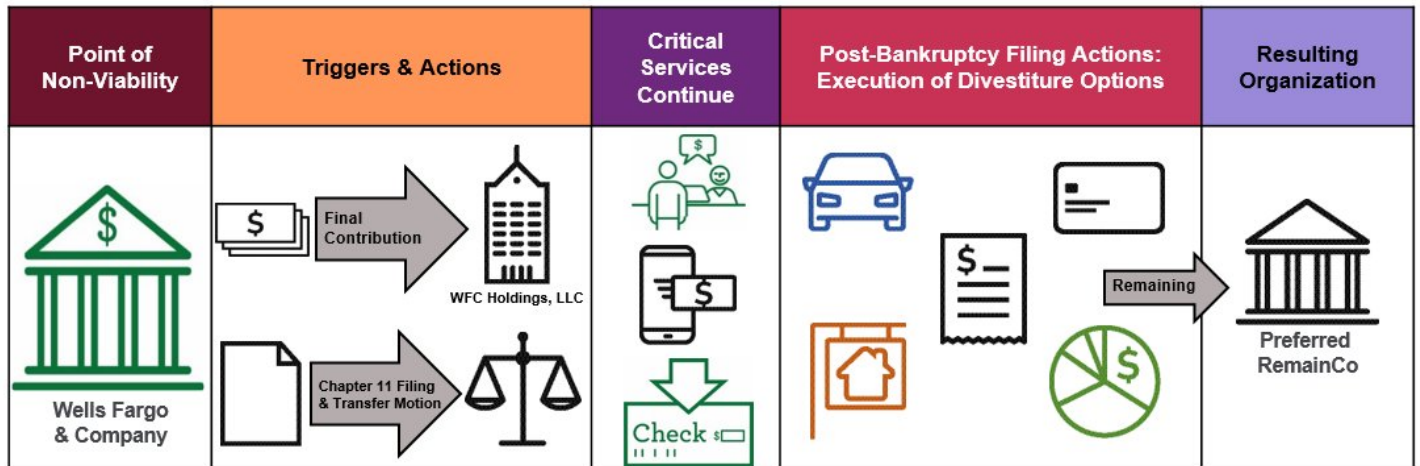 Point of
Non-Viability
Triggers & Actions
Critical
Services
Continue
Post-Bankruptcy Filing Actions:
Execution of Divestiture Options
Resulting
Organization
$
Wells Fargo
& Company
$
Final
Contribution
WFC Holdings, LLC
Chapter 11 Filing
& Transfer Motion
$
$
Check $
$
$
Remaining
Preferred
RemainCo